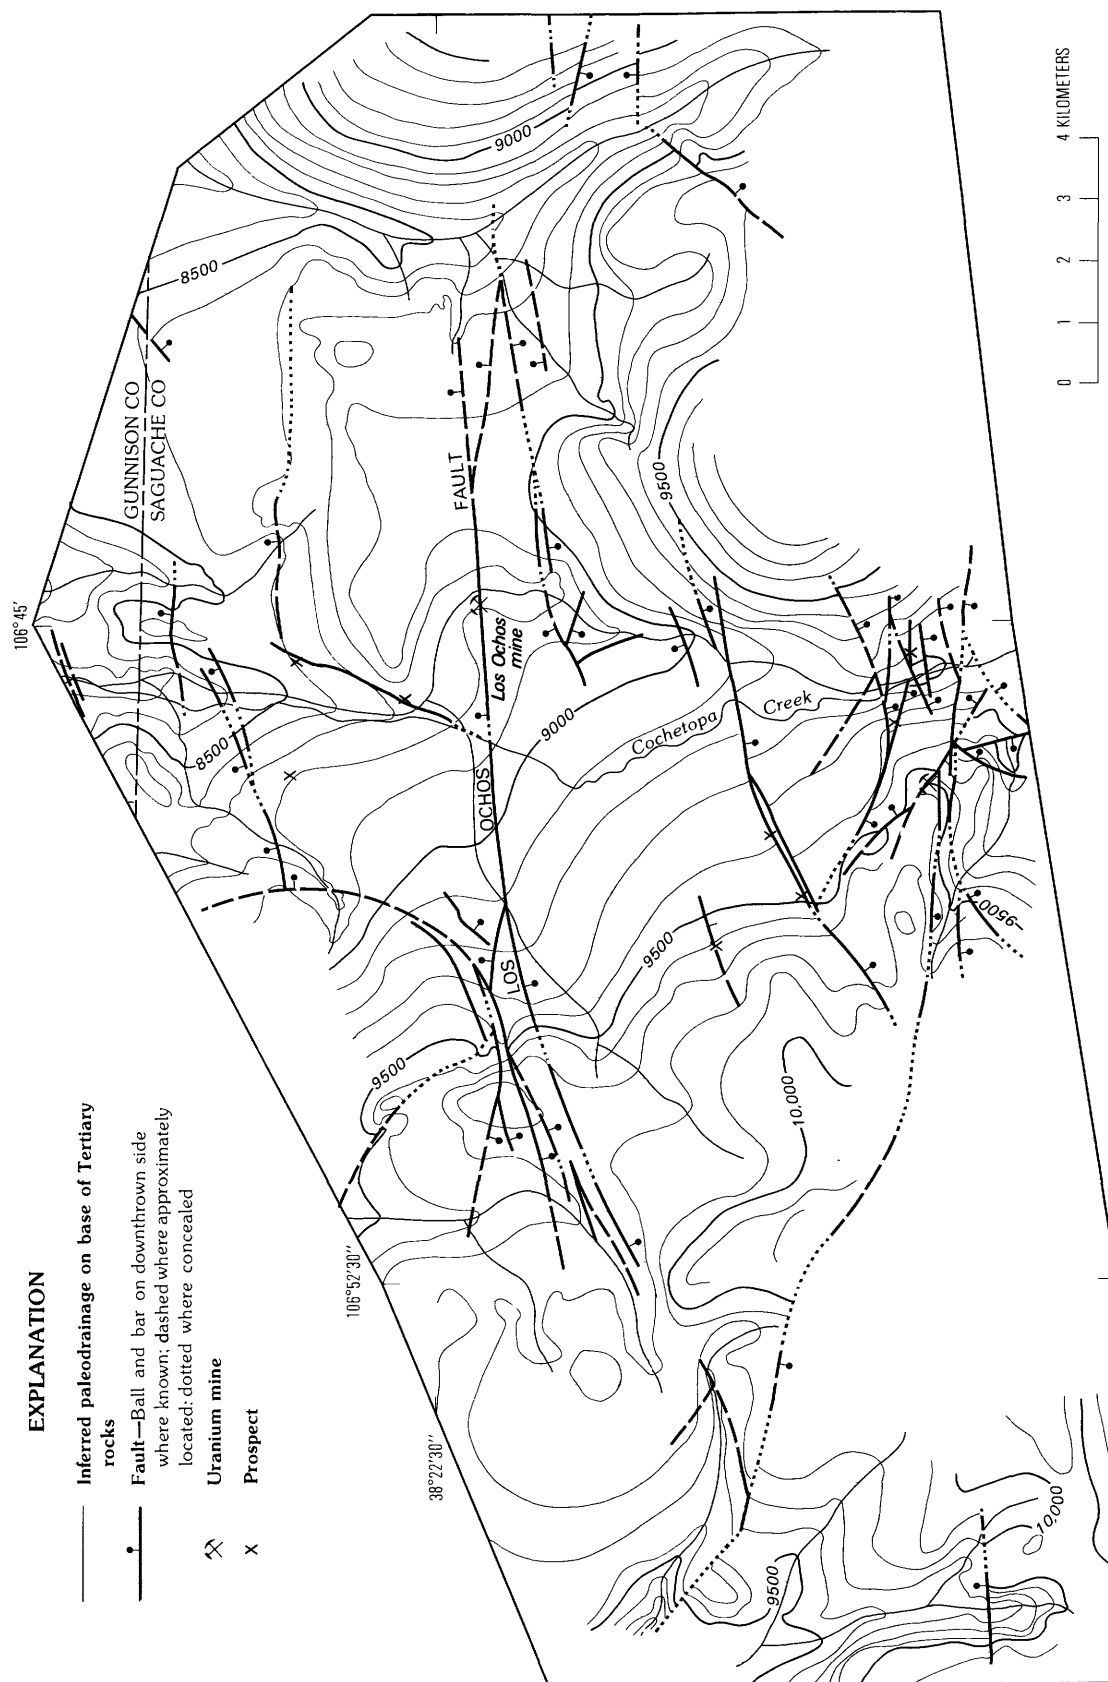 EXPLANATION
Inferred paleodrainage on base of Tertiary
rocks
Fault—Ball and bar on downthrown side
where known; dashed where approximately
located; dotted where concealed
Uranium mine
Prospect
38°22'30"
106°52'30"
106°45'
GUNNISON CO
SAGUACHE CO
8500
8500
9000
9000
9500
9500
9500
9500
9500
10,000
10,000
LOS
OCHOS
FAULT
Los Ochos
mine
Cochetopa
Creek
0 1 2 3 4 KILOMETERS